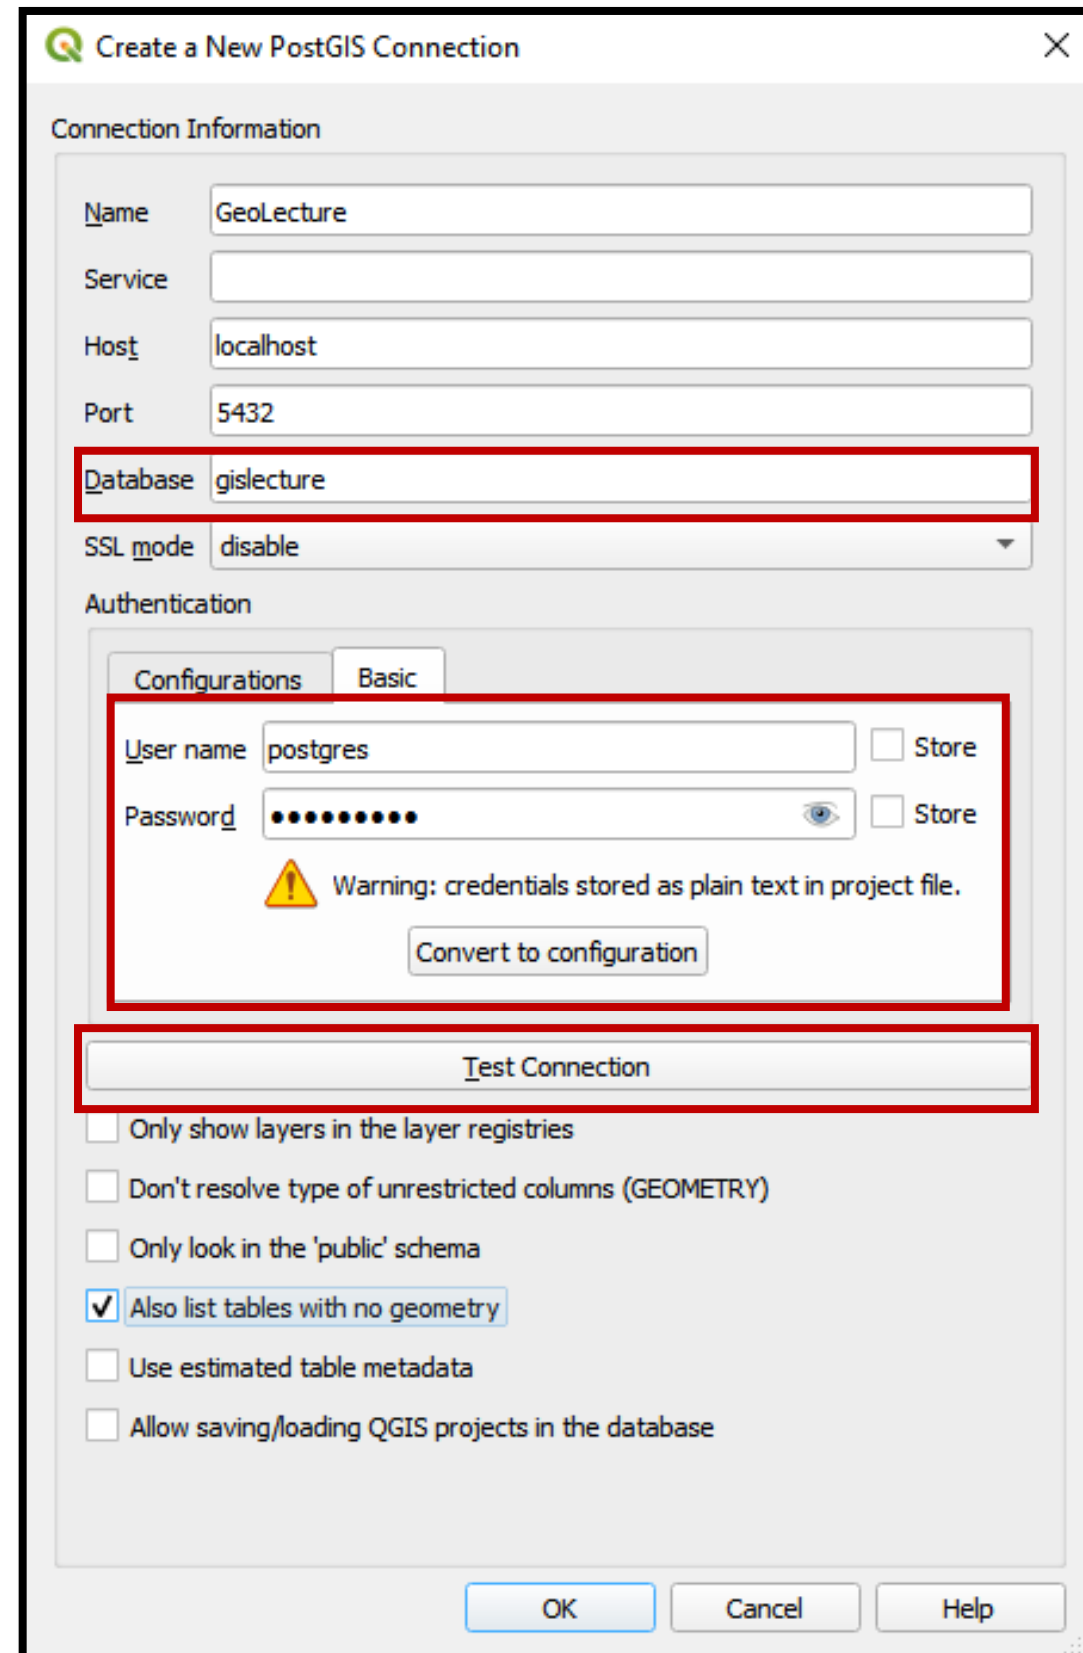 Create a New PostGIS Connection
Connection Information
Name GeoLecture
Service
Host localhost
Port 5432
Database gislecture
SSL mode disable
Authentication
Configurations Basic
User name postgres Store
Password ●●●●●●●●● Store
Warning: credentials stored as plain text in project file.
Convert to configuration
Test Connection
Only show layers in the layer registries
Don't resolve type of unrestricted columns (GEOMETRY)
Only look in the 'public' schema
Also list tables with no geometry
Use estimated table metadata
Allow saving/loading QGIS projects in the database
OK Cancel Help